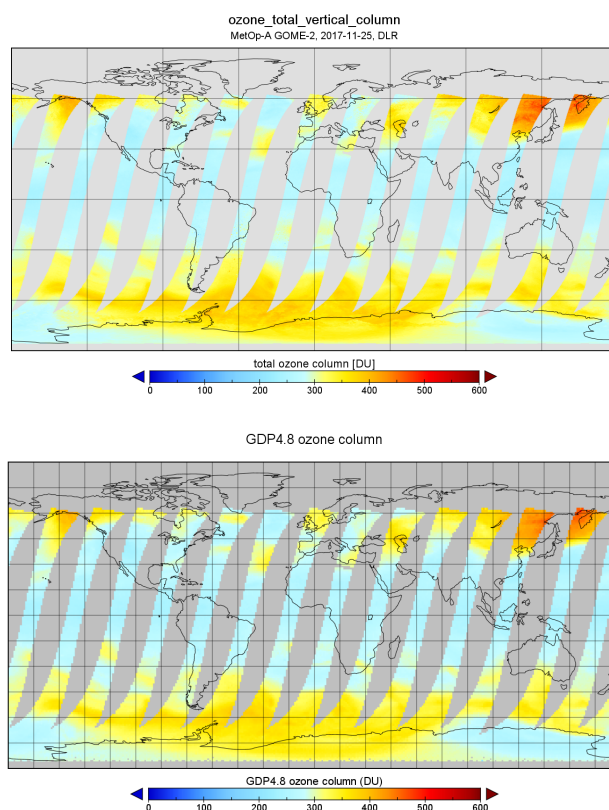 ozone_total_vertical_column
MetOp-A GOME-2, 2017-11-25, DLR
total ozone column [DU]
0 100 200 300 400 500 600
GDP4.8 ozone column
GDP4.8 ozone column (DU)
0 100 200 300 400 500 600